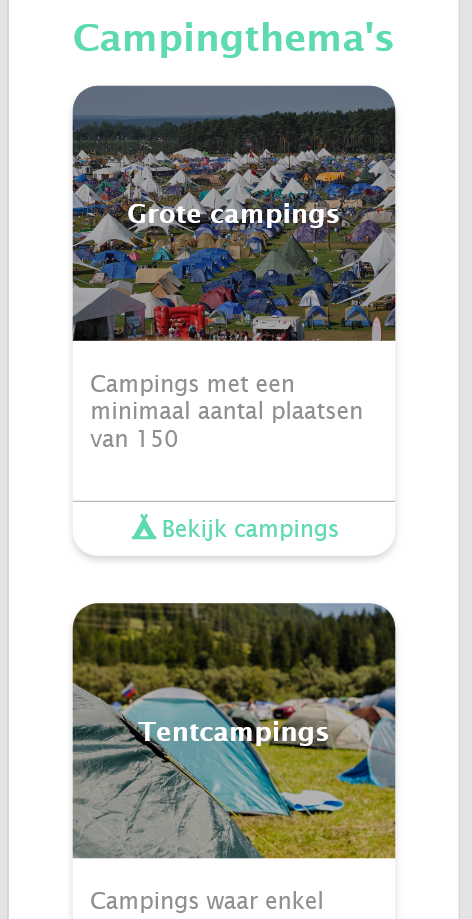 Campingthema's
Grote campings
Campings met een
minimaal aantal plaatsen
van 150
Bekijk campings
Tentcampings
Campings waar enkel